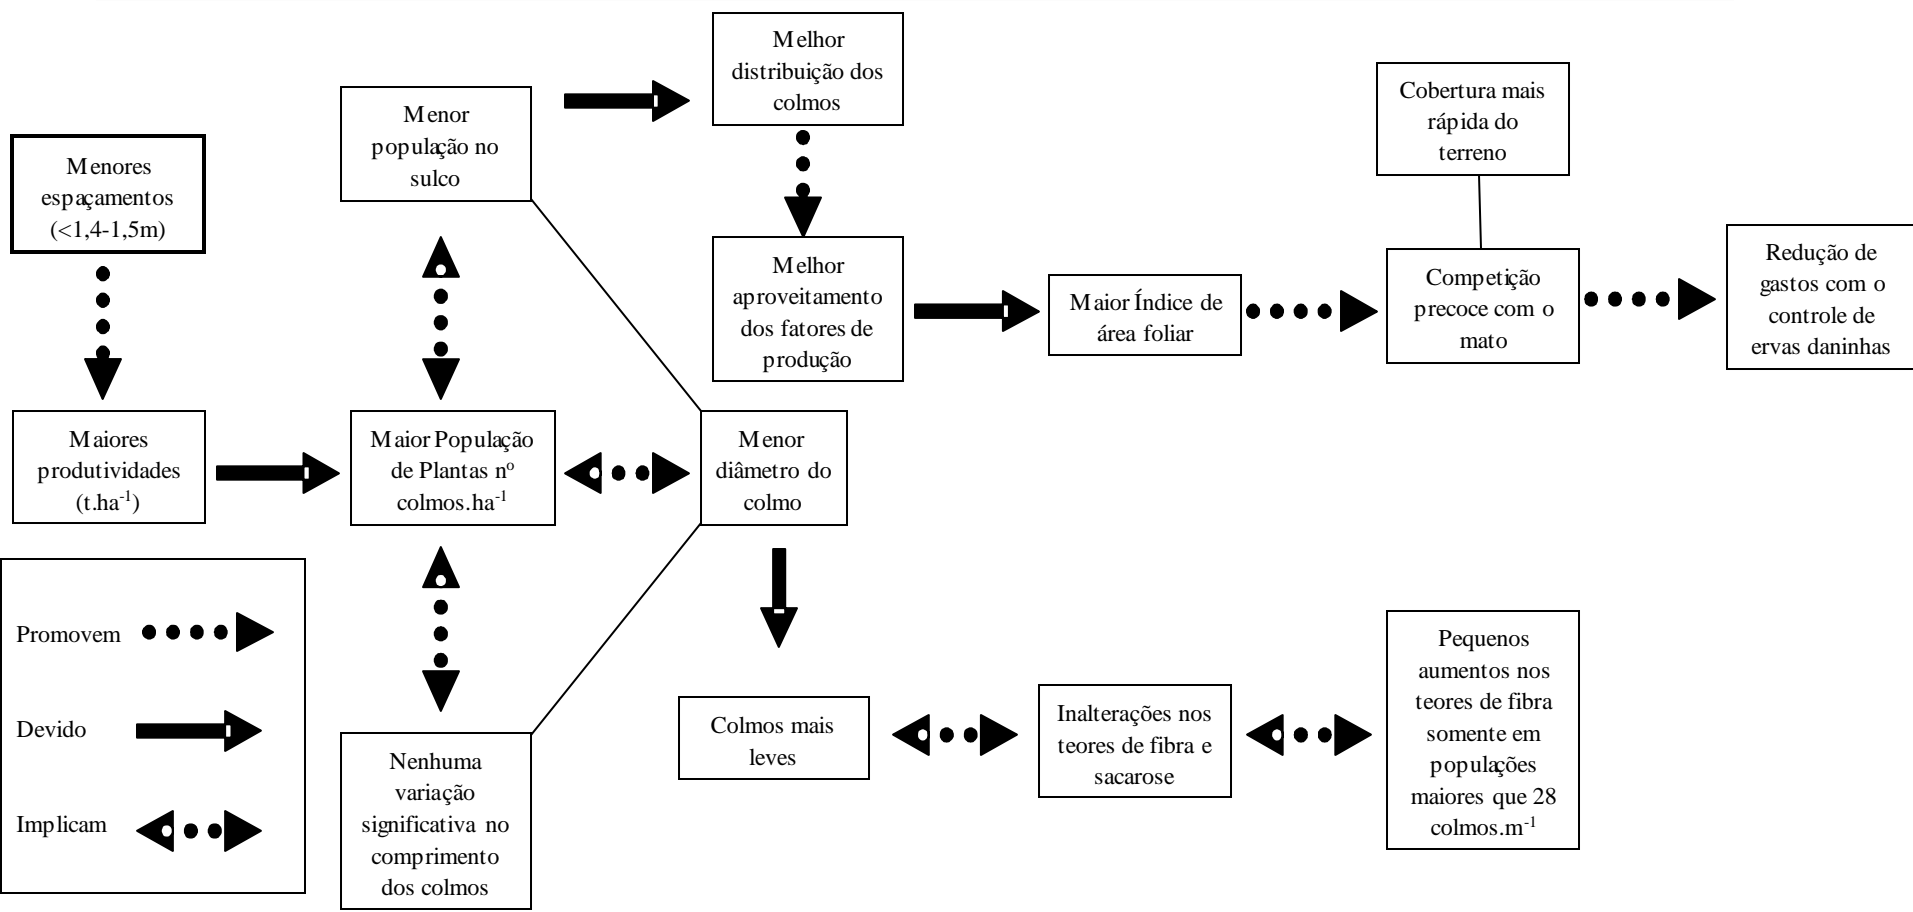 Melhor
distribuição dos
colmos
Menor
população no
sulco
Cobertura mais
rápida do
terreno
Menores
espaçamentos
(<1,4-1,5m)
Melhor
aproveitamento
dos fatores de
produção
Maior Índice de
área foliar
Competição
precoce com o
mato
Redução de
gastos com o
controle de
ervas daninhas
Maiores
produtividades
(t.ha⁻¹)
Maior População
de Plantas nº
colmos.ha⁻¹
Menor
diâmetro do
colmo
Promovem
Devido
Implicam
Nenhuma
variação
significativa no
comprimento
dos colmos
Colmos mais
leves
Inalterações nos
teores de fibra e
sacarose
Pequenos
aumentos nos
teores de fibra
somente em
populações
maiores que 28
colmos.m⁻¹